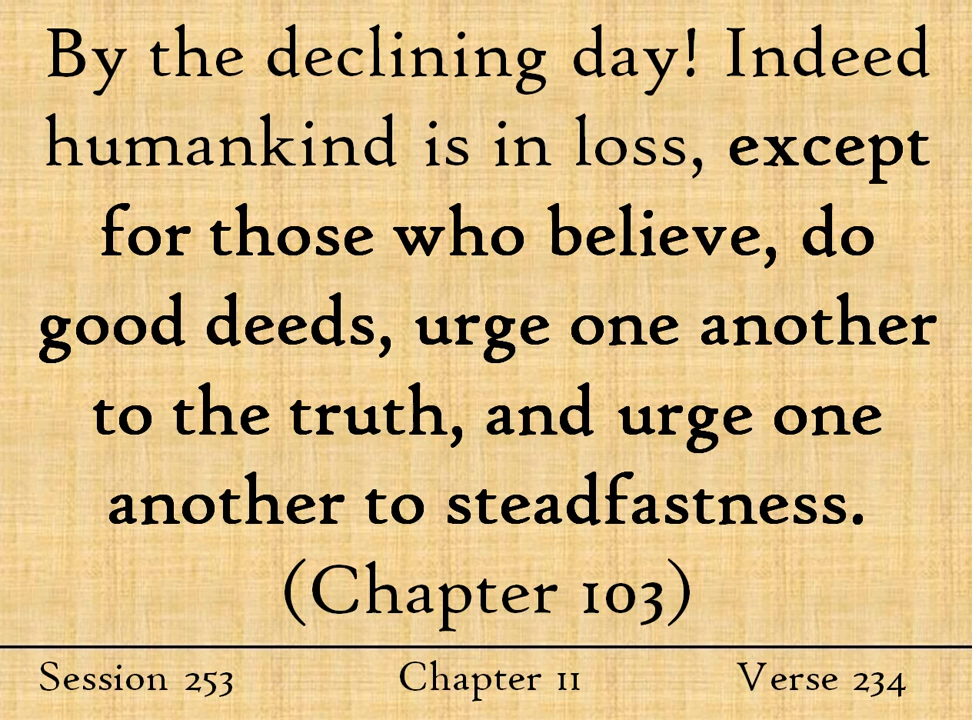 By the declining day! Indeed
humankind is in loss, except
for those who believe, do
good deeds, urge one another
to the truth, and urge one
another to steadfastness.
(Chapter 103)
Session 253 Chapter 11 Verse 234